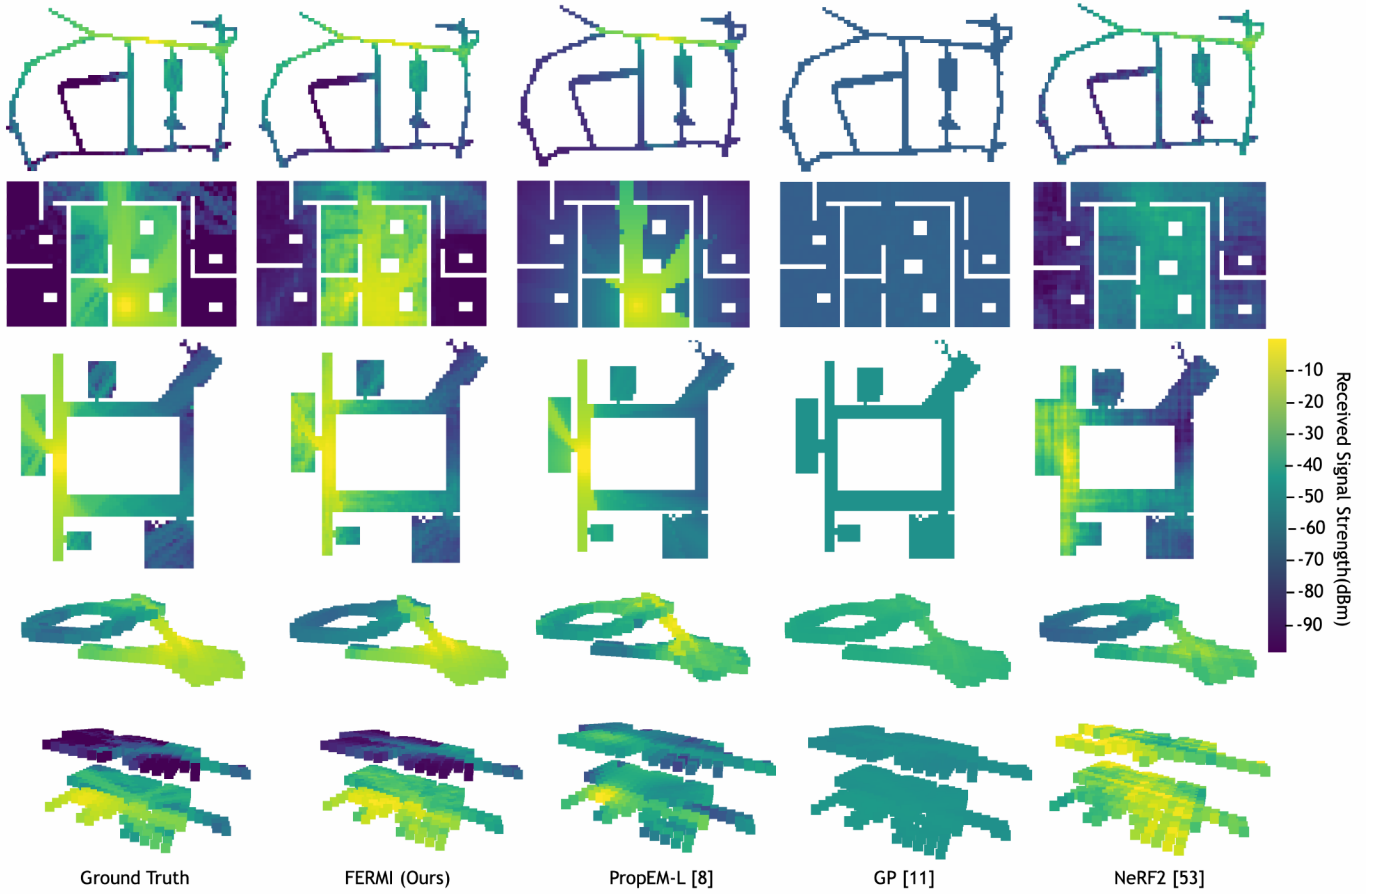 -10
-20
-30
-40
-50
-60
-70
-80
-90
Received Signal Strength(dBm)
Ground Truth
FERMI (Ours)
PropEM-L [8]
GP [11]
NeRF2 [53]